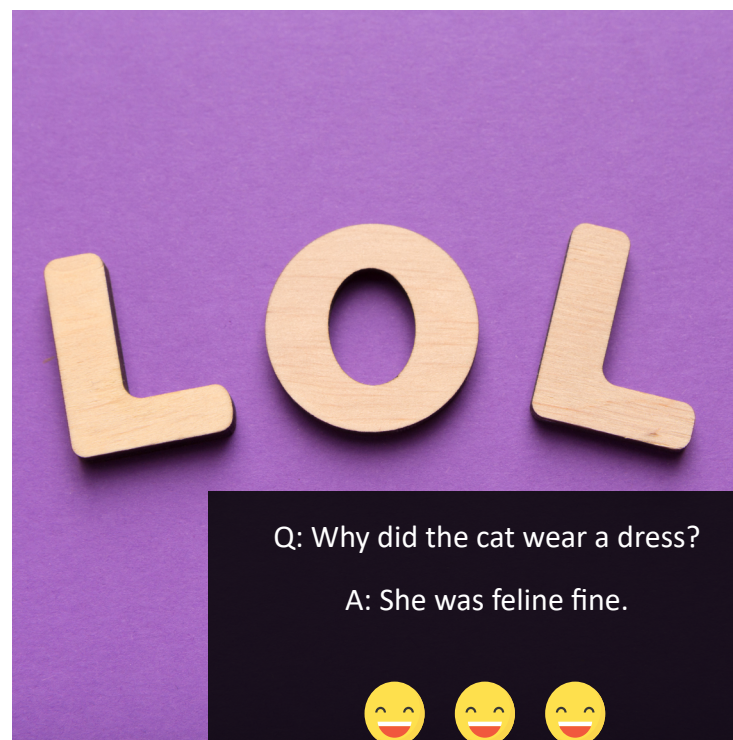 LOL
Q: Why did the cat wear a dress?
A: She was feline fine.